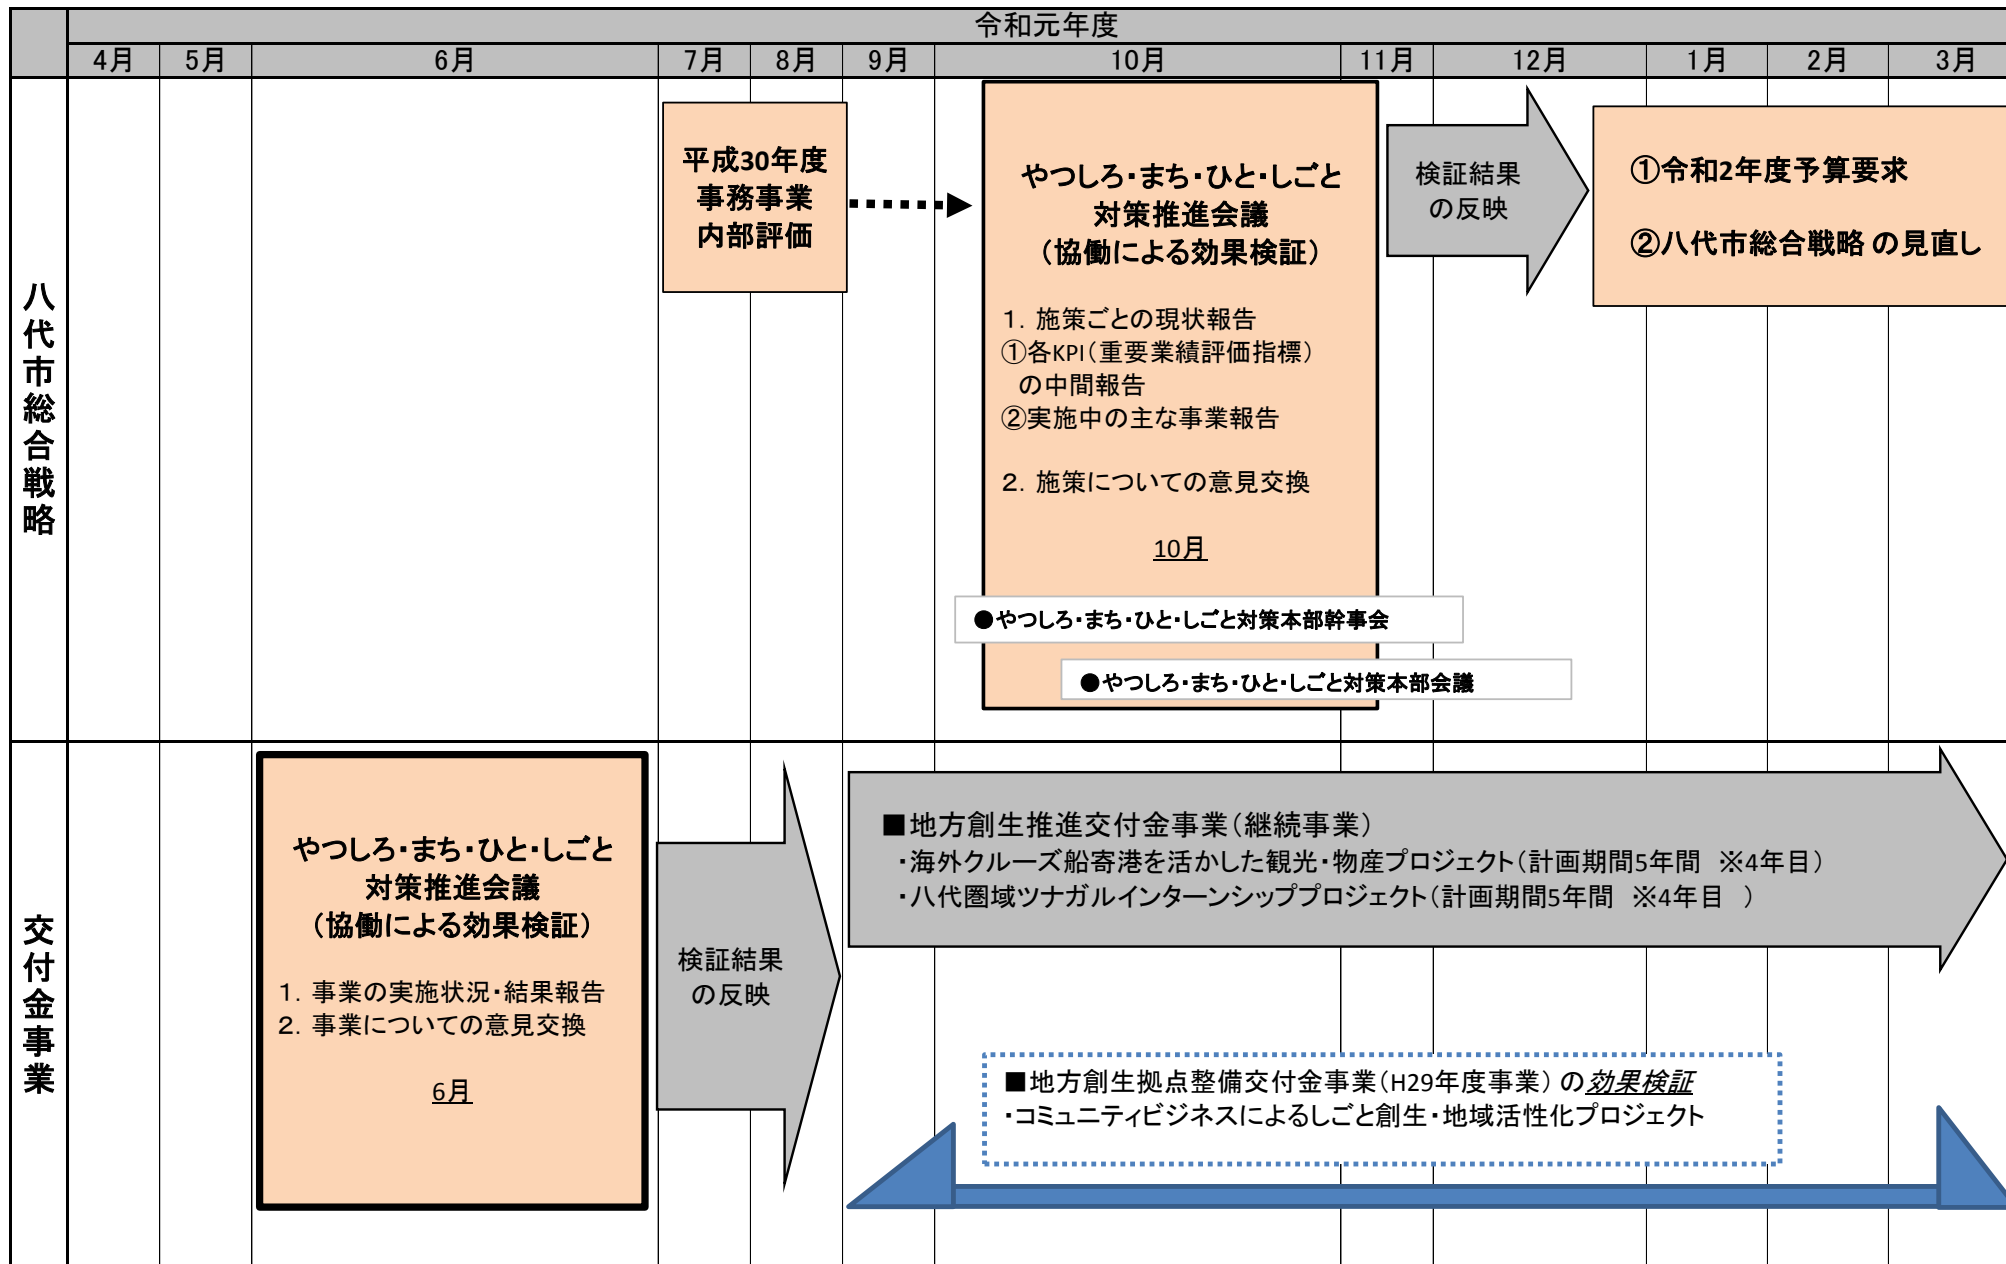 令和元年度
4月 5月 6月 7月 8月 9月 10月 11月 12月 1月 2月 3月
八代市総合戦略
平成30年度
事務事業
内部評価
やつしろ・まち・ひと・しごと
対策推進会議
（協働による効果検証）
1．施策ごとの現状報告
①各KPI（重要業績評価指標）
の中間報告
②実施中の主な事業報告
2．施策についての意見交換
10月
●やつしろ・まち・ひと・しごと対策本部幹事会
●やつしろ・まち・ひと・しごと対策本部会議
検証結果
の反映
①令和2年度予算要求
②八代市総合戦略の見直し
交付金事業
やつしろ・まち・ひと・しごと
対策推進会議
（協働による効果検証）
1．事業の実施状況・結果報告
2．事業についての意見交換
6月
検証結果
の反映
■地方創生推進交付金事業（継続事業）
・海外クルーズ船寄港を活かした観光・物産プロジェクト（計画期間5年間　※4年目）
・八代圏域ツナガルインターンシッププロジェクト（計画期間5年間　※4年目　）
■地方創生拠点整備交付金事業（H29年度事業）の効果検証
・コミュニティビジネスによるしごと創生・地域活性化プロジェクト